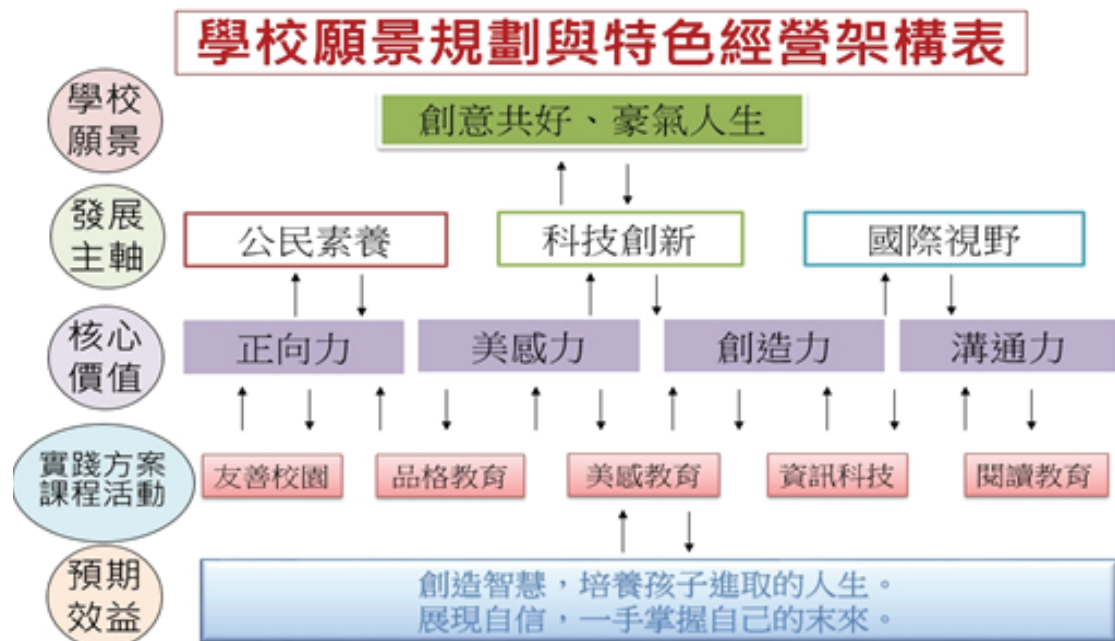 學校願景規劃與特色經營架構表
學校
願景
創意共好、豪氣人生
發展
主軸
公民素養
科技創新
國際視野
核心
價值
正向力
美感力
創造力
溝通力
實踐方案
課程活動
友善校園
品格教育
美感教育
資訊科技
閱讀教育
預期
效益
創造智慧，培養孩子進取的人生。
展現自信，一手掌握自己的末來。